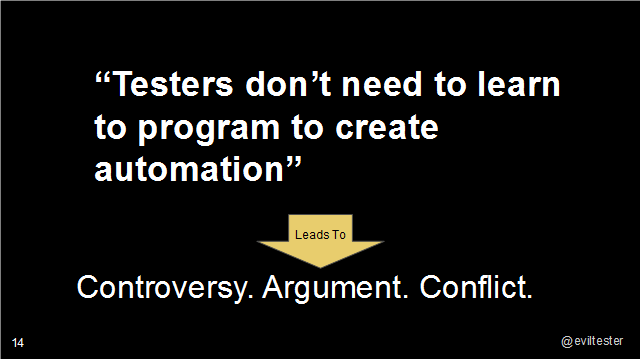 “Testers don’t need to learn
to program to create
automation”
Leads To
Controversy. Argument. Conflict.
14
@eviltester